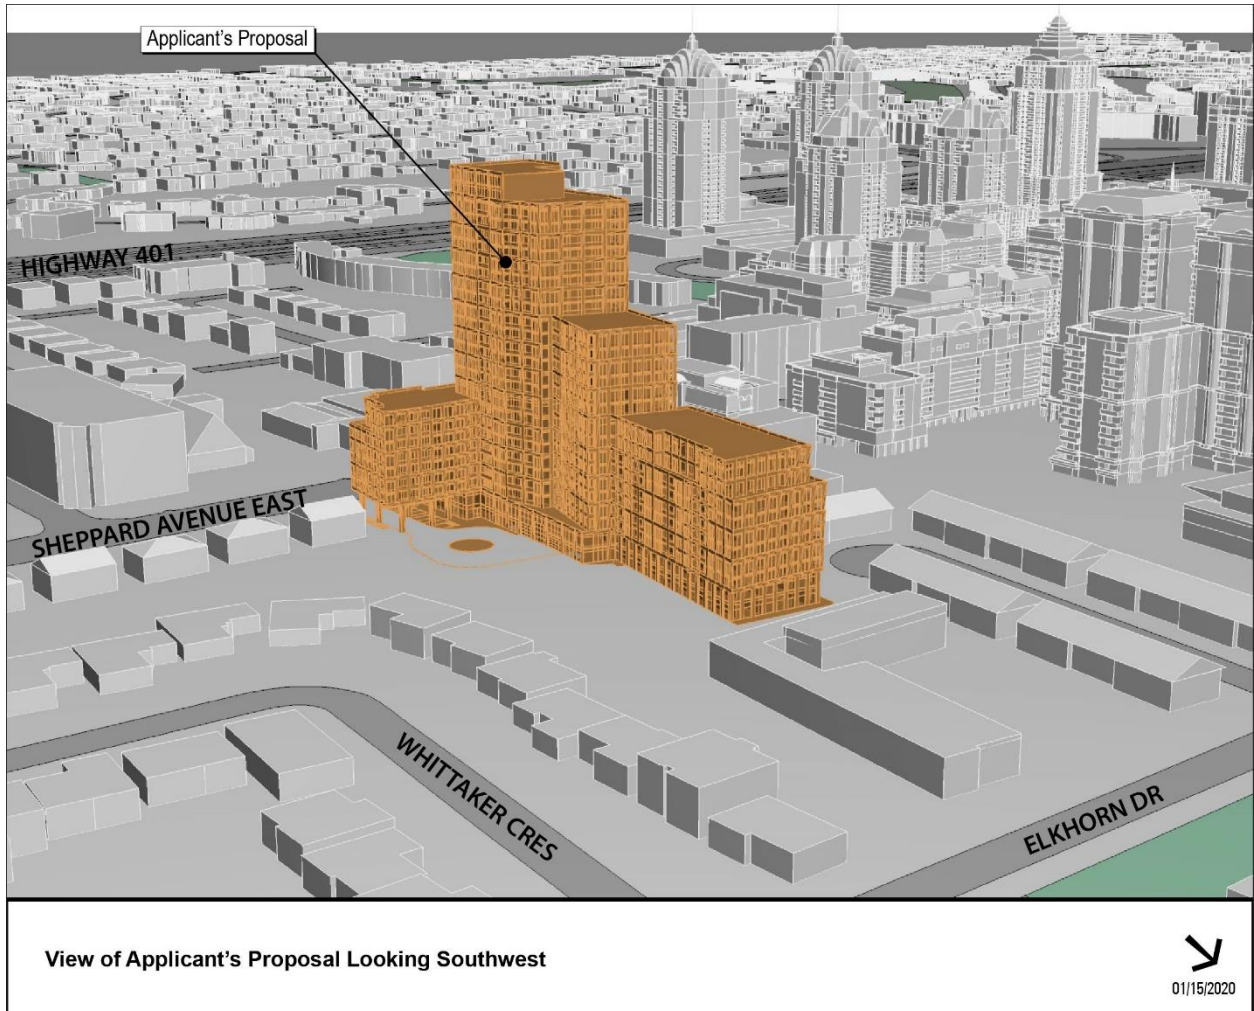 Applicant's Proposal
HIGHWAY 401
SHEPPARD AVENUE EAST
WHITTAKER CRES
ELKHORN DR
View of Applicant's Proposal Looking Southwest
01/15/2020